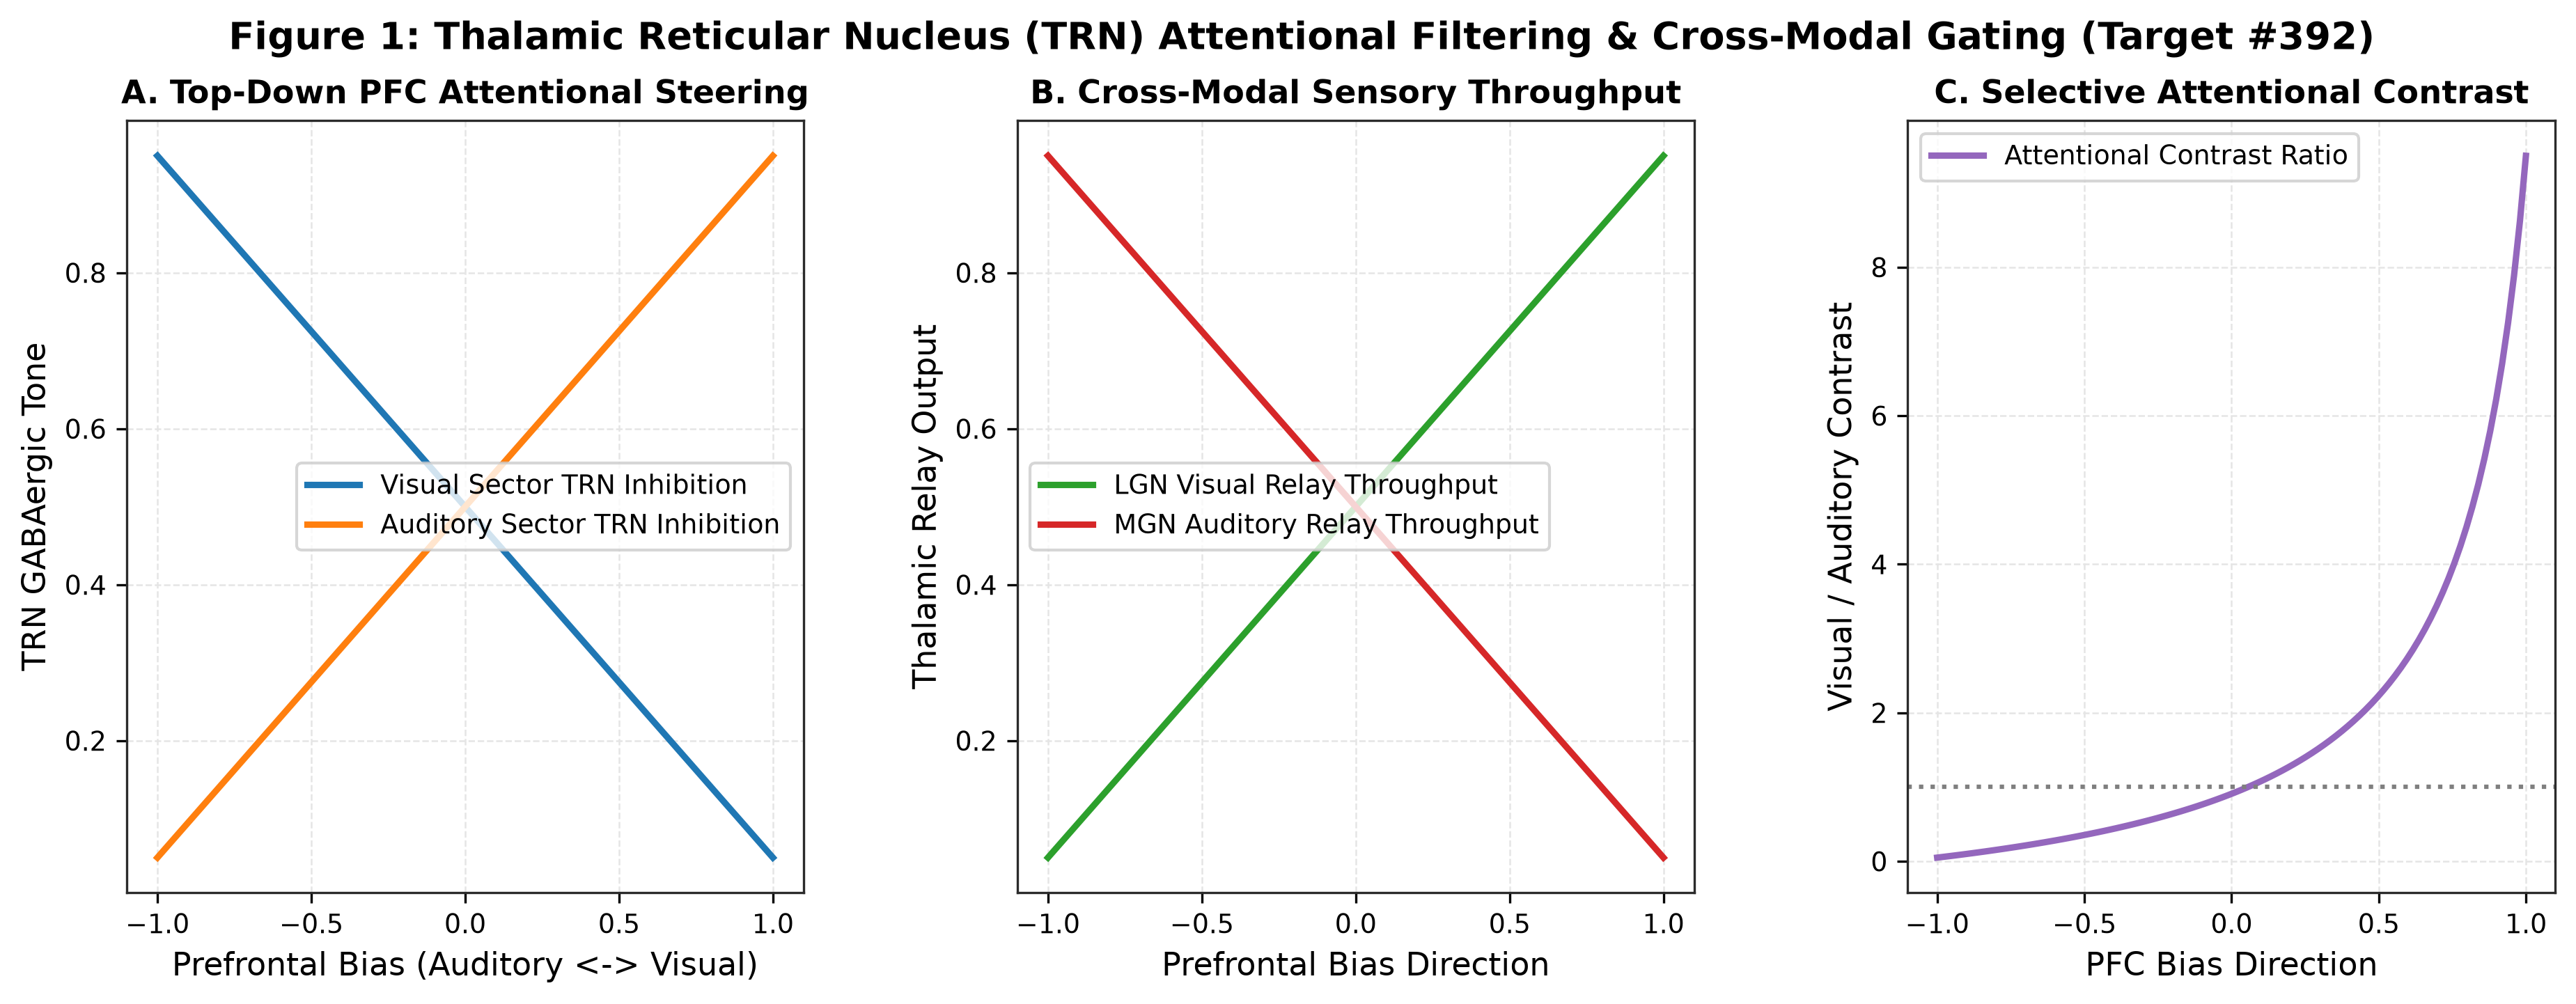 Figure 1: Thalamic Reticular Nucleus (TRN) Attentional Filtering & Cross-Modal Gating (Target #392)
A. Top-Down PFC Attentional Steering
TRN GABAergic Tone
0.8
0.6
0.4
0.2
Visual Sector TRN Inhibition
Auditory Sector TRN Inhibition
−1.0 −0.5 0.0 0.5 1.0
Prefrontal Bias (Auditory <-> Visual)
B. Cross-Modal Sensory Throughput
Thalamic Relay Output
0.8
0.6
0.4
0.2
LGN Visual Relay Throughput
MGN Auditory Relay Throughput
−1.0 −0.5 0.0 0.5 1.0
Prefrontal Bias Direction
C. Selective Attentional Contrast
Visual / Auditory Contrast
Attentional Contrast Ratio
8
6
4
2
0
−1.0 −0.5 0.0 0.5 1.0
PFC Bias Direction